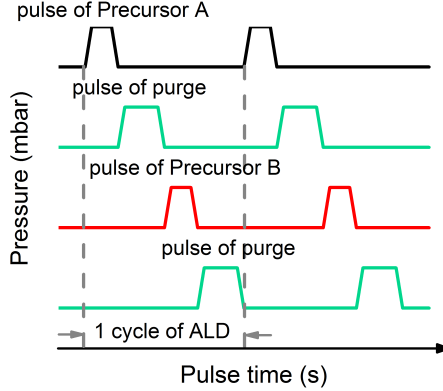 pulse of Precursor A
pulse of purge
pulse of Precursor B
pulse of purge
1 cycle of ALD
Pressure (mbar)
Pulse time (s)